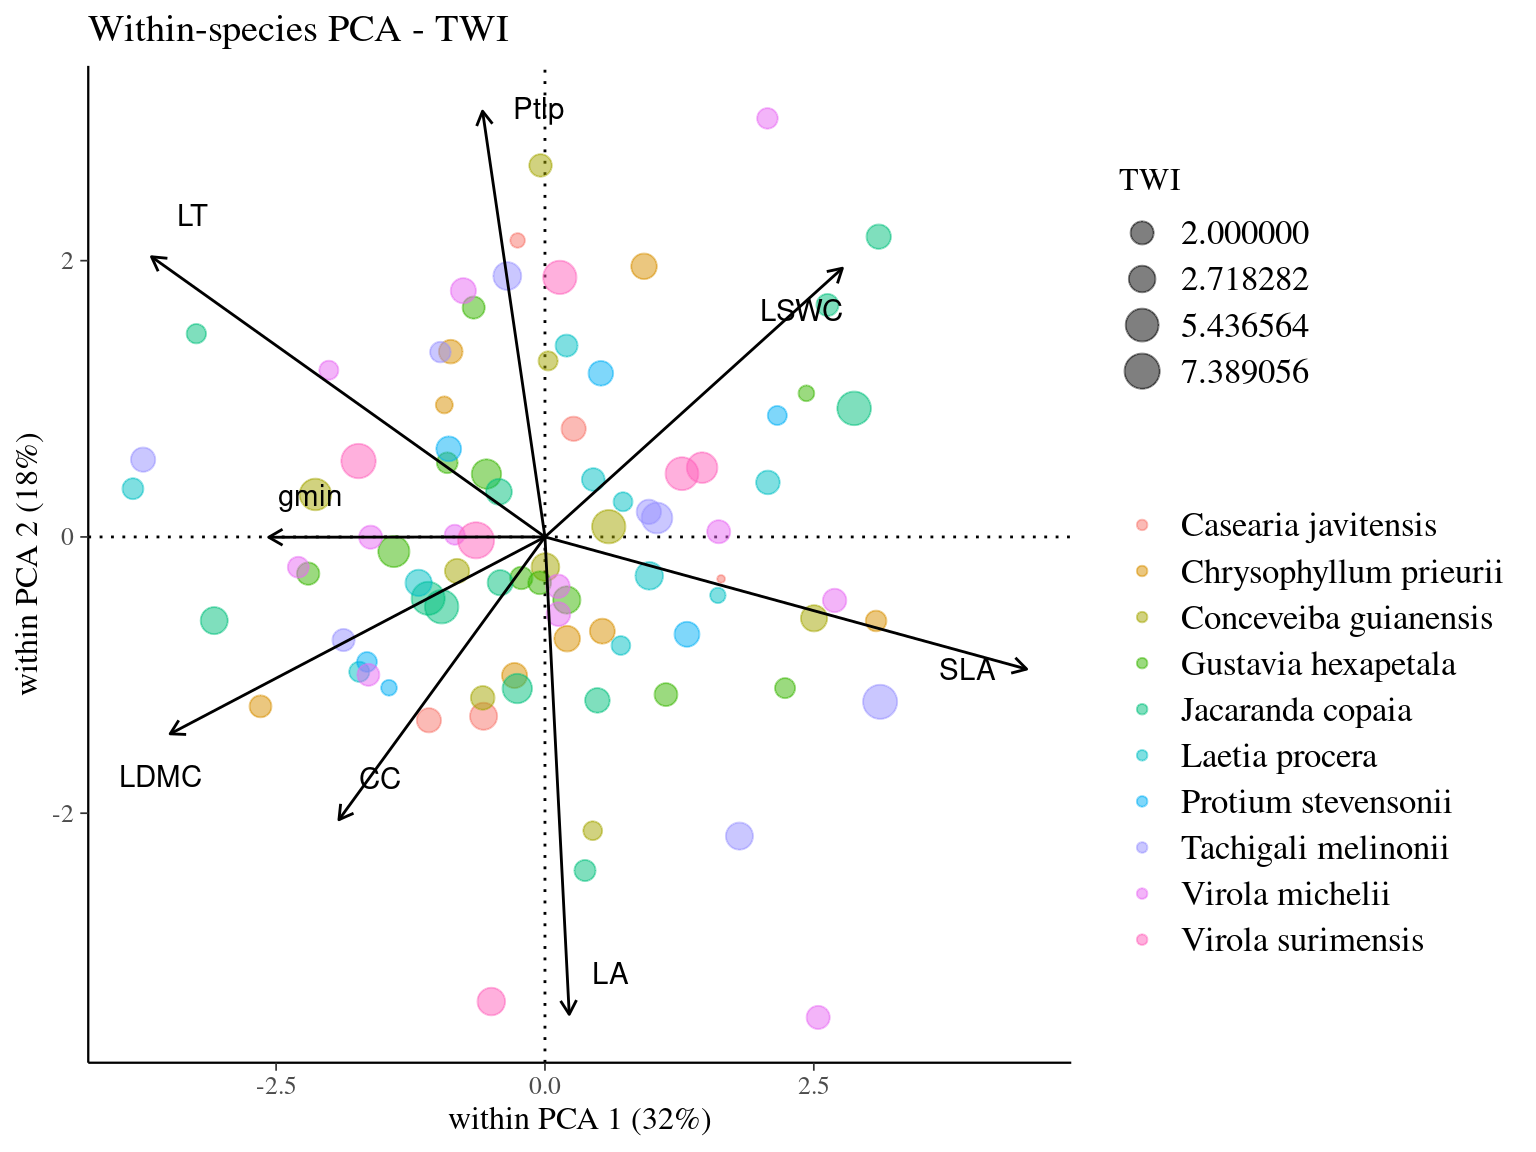 Within-species PCA - TWI
Ptlp
LT
LSWC
gmin
SLA
LDMC
CC
LA
2
0
-2
-2.5
0.0
2.5
within PCA 1 (32%)
within PCA 2 (18%)
TWI
2.000000
2.718282
5.436564
7.389056
Casearia javitensis
Chrysophyllum prieurii
Conceveiba guianensis
Gustavia hexapetala
Jacaranda copaia
Laetia procera
Protium stevensonii
Tachigali melinonii
Virola michelii
Virola surimensis